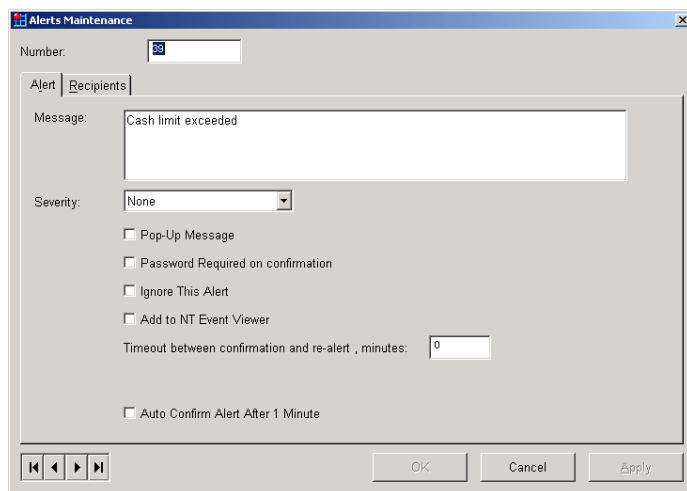 Alerts Maintenance
Number: 39
Alert Recipients
Message: Cash limit exceeded
Severity: None
Pop-Up Message
Password Required on confirmation
Ignore This Alert
Add to NT Event Viewer
Timeout between confirmation and re-alert , minutes: 0
Auto Confirm Alert After 1 Minute
OK Cancel Apply